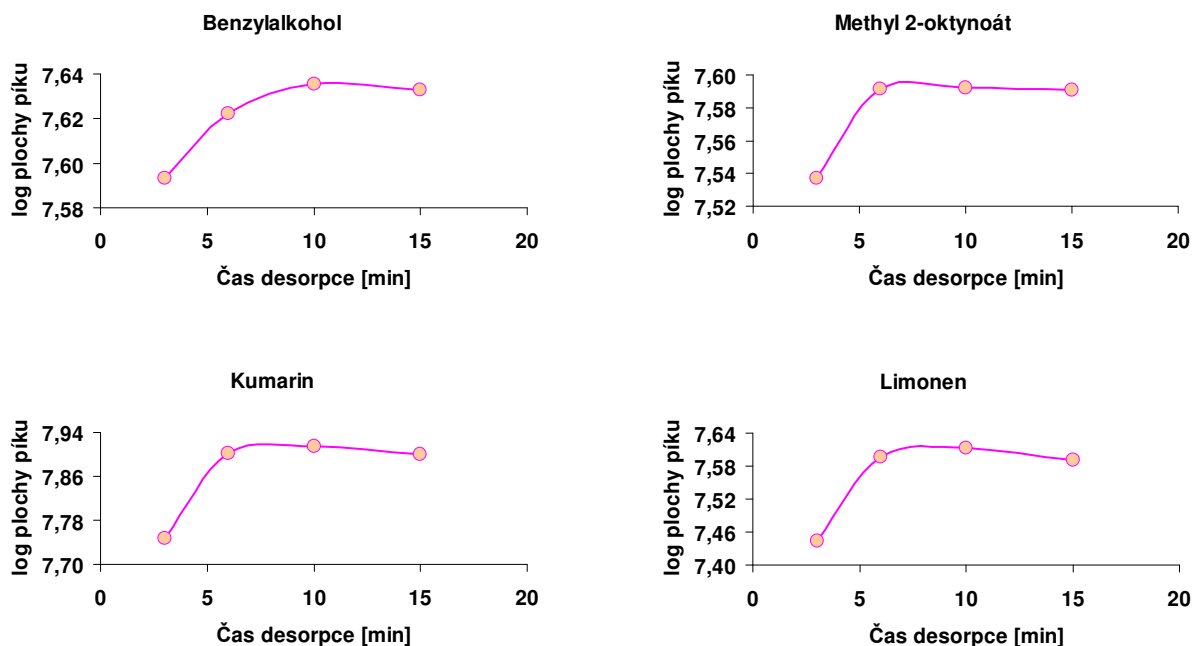 Benzylalkohol
log plochy píku
7,64
7,62
7,60
7,58
0 5 10 15 20
Čas desorpce [min]
Methyl 2-oktynoát
log plochy píku
7,60
7,58
7,56
7,54
7,52
0 5 10 15 20
Čas desorpce [min]
Kumarin
log plochy píku
7,94
7,86
7,78
7,70
0 5 10 15 20
Čas desorpce [min]
Limonen
log plochy píku
7,64
7,58
7,52
7,46
7,40
0 5 10 15 20
Čas desorpce [min]